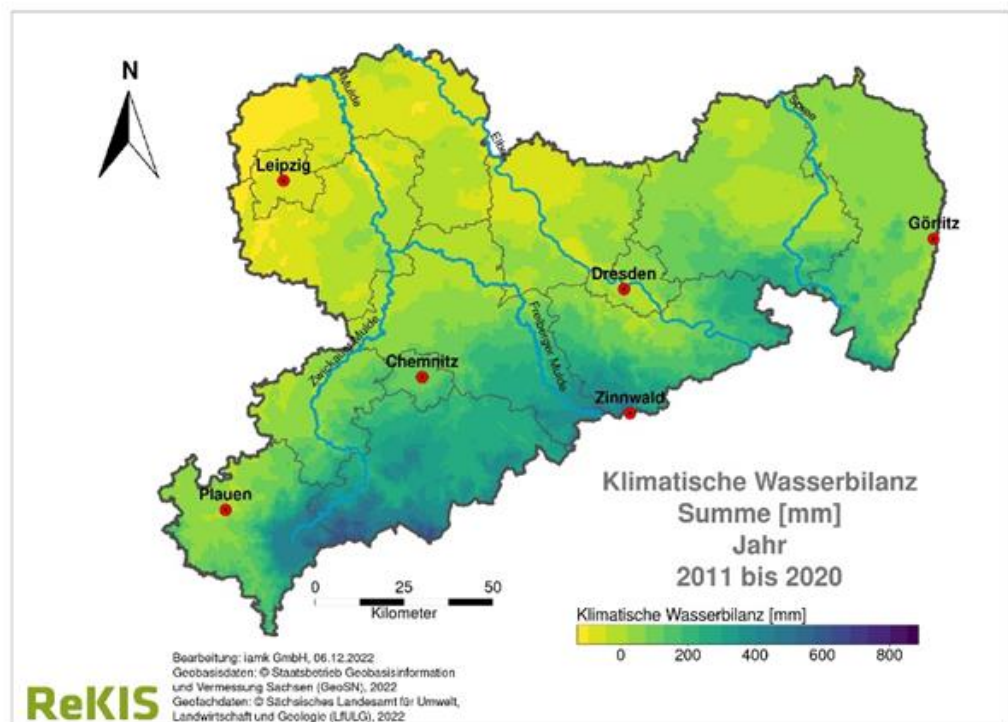 N
Mulde
Elbe
Spree
Leipzig
Görlitz
Dresden
Zwickauer Mulde
Freiberger Mulde
Chemnitz
Zinnwald
Plauen
Klimatische Wasserbilanz
Summe [mm]
Jahr
2011 bis 2020
0 25 50
Kilometer
Klimatische Wasserbilanz [mm]
0 200 400 600 800
Bearbeitung: iamk GmbH, 06.12.2022
Geobasisdaten: © Staatsbetrieb Geobasisinformation
und Vermessung Sachsen (GeoSN), 2022
Geofachdaten: © Sächsisches Landesamt für Umwelt,
Landwirtschaft und Geologie (LfULG), 2022
ReKIS